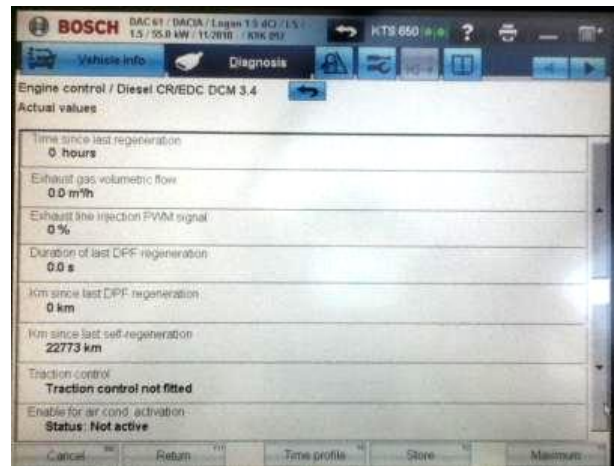 BOSCH
DAC 61 / DACIA / Logan 1.5 dCi / 1.5 /
1.5 / 55.0 kW / 11/2010 /
KTS 650
?
Vehicle info
Diagnosis
Engine control / Diesel CR/EDC DCM 3.4
Actual values
Time since last regeneration
0 hours
Exhaust gas volumetric flow
0.0 m³/h
Exhaust line injection PWM signal
0 %
Duration of last DPF regeneration
0.0 s
Km since last DPF regeneration
0 km
Km since last self-regeneration
22773 km
Traction control
Traction control not fitted
Enable for air cond. activation
Status: Not active
Cancel
Return
Time profile
Store
Maximum